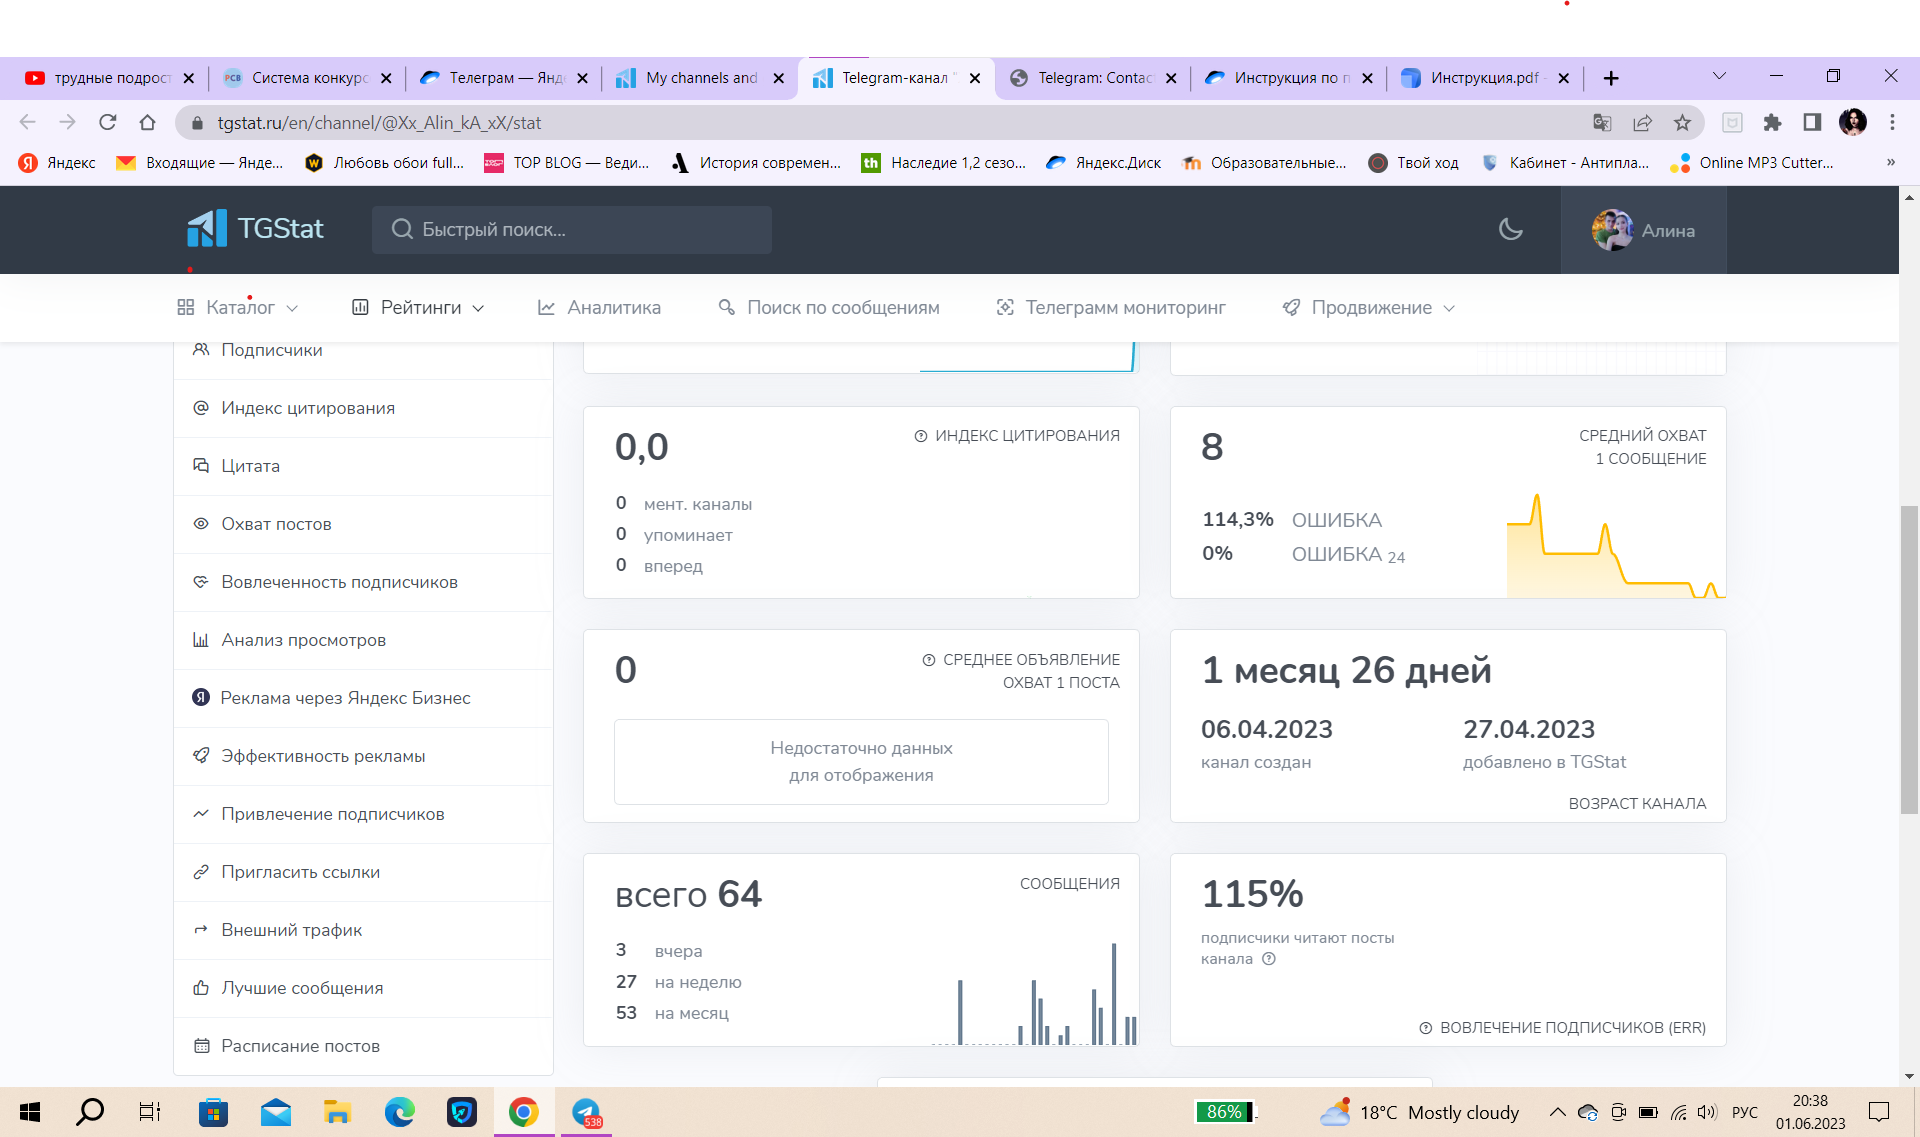 трудные подрост
Система конкурс
Телеграм — Янд
My channels and
Telegram-канал "
Telegram: Contac
Инструкция по п
Инструкция.pdf -
tgstat.ru/en/channel/@Xx_Alin_kA_xX/stat
Яндекс
Входящие — Янде...
Любовь обои full...
TOP BLOG — Веди...
История современ...
Наследие 1,2 сезо...
Яндекс.Диск
Образовательные...
Твой ход
Кабинет - Антипла...
Online MP3 Cutter...
»
TGStat
Быстрый поиск...
Алина
Каталог
Рейтинги
Аналитика
Поиск по сообщениям
Телеграмм мониторинг
Продвижение
Подписчики
Индекс цитирования
Цитата
Охват постов
Вовлеченность подписчиков
Анализ просмотров
Реклама через Яндекс Бизнес
Эффективность рекламы
Привлечение подписчиков
Пригласить ссылки
Внешний трафик
Лучшие сообщения
Расписание постов
0,0
ИНДЕКС ЦИТИРОВАНИЯ
0 мент. каналы
0 упоминает
0 вперед
8
СРЕДНИЙ ОХВАТ
1 СООБЩЕНИЕ
114,3% ОШИБКА
0% ОШИБКА 24
0
СРЕДНЕЕ ОБЪЯВЛЕНИЕ
ОХВАТ 1 ПОСТА
Недостаточно данных
для отображения
1 месяц 26 дней
06.04.2023
канал создан
27.04.2023
добавлено в TGStat
ВОЗРАСТ КАНАЛА
всего 64
СООБЩЕНИЯ
3 вчера
27 на неделю
53 на месяц
115%
подписчики читают посты
канала
ВОВЛЕЧЕНИЕ ПОДПИСЧИКОВ (ERR)
538
86%
18°C Mostly cloudy
РУС
20:38
01.06.2023